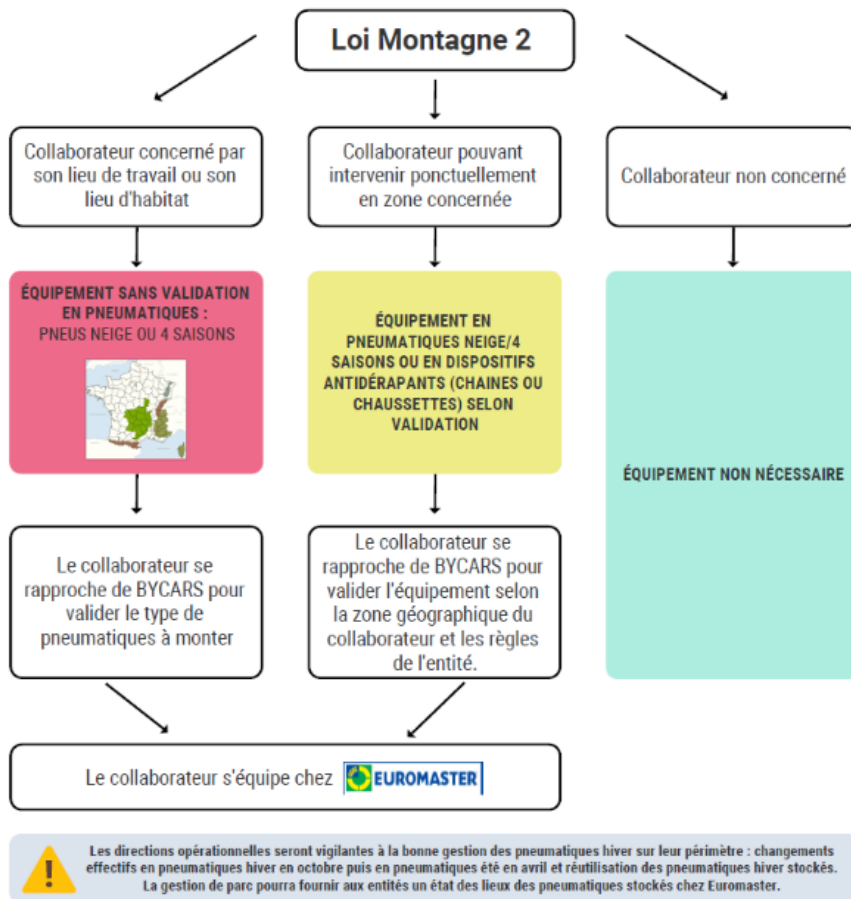 Loi Montagne 2
Collaborateur concerné par
son lieu de travail ou son
lieu d'habitat
Collaborateur pouvant
intervenir ponctuellement
en zone concernée
Collaborateur non concerné
ÉQUIPEMENT SANS VALIDATION
EN PNEUMATIQUES :
PNEUS NEIGE OU 4 SAISONS
ÉQUIPEMENT EN
PNEUMATIQUES NEIGE/4
SAISONS OU EN DISPOSITIFS
ANTIDÉRAPANTS (CHAINES OU
CHAUSSETTES) SELON
VALIDATION
ÉQUIPEMENT NON NÉCESSAIRE
Le collaborateur se
rapproche de BYCARS pour
valider le type de
pneumatiques à monter
Le collaborateur se
rapproche de BYCARS pour
valider l'équipement selon
la zone géographique du
collaborateur et les règles
de l'entité.
Le collaborateur s'équipe chez EUROMASTER
Les directions opérationnelles seront vigilantes à la bonne gestion des pneumatiques hiver sur leur périmètre : changements
effectifs en pneumatiques hiver en octobre puis en pneumatiques été en avril et réutilisation des pneumatiques hiver stockés.
La gestion de parc pourra fournir aux entités un état des lieux des pneumatiques stockés chez Euromaster.